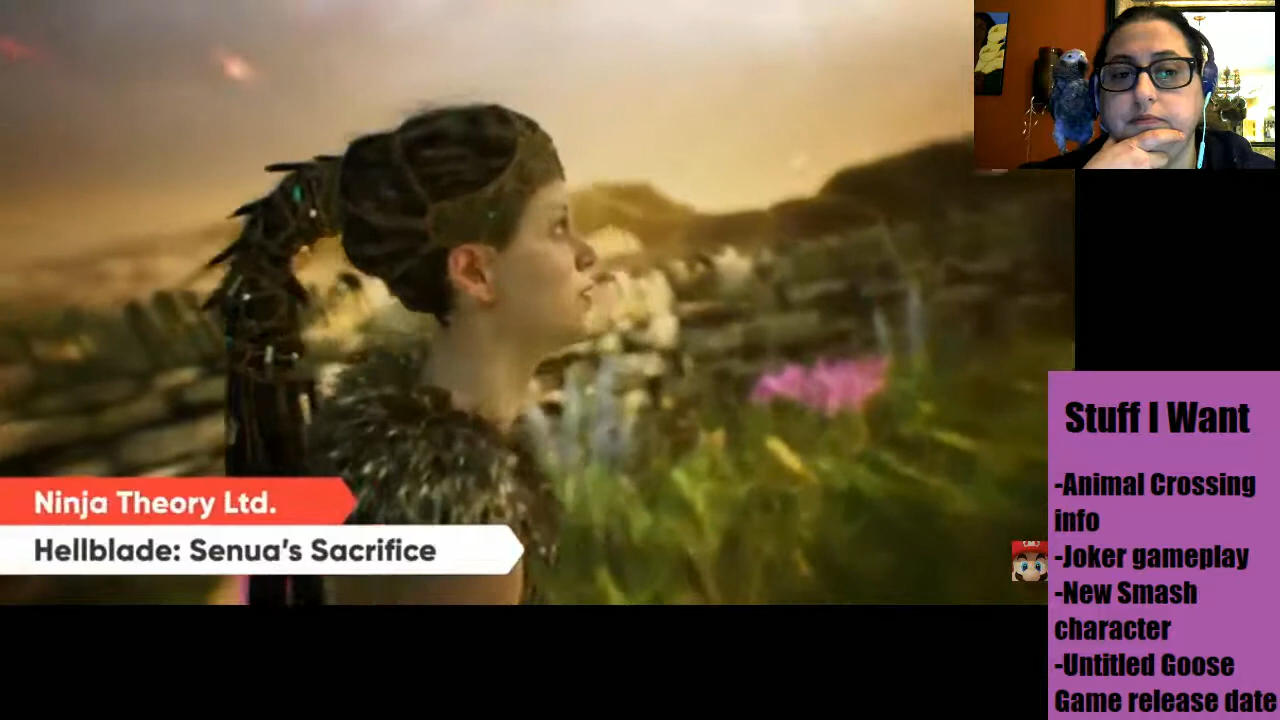 Ninja Theory Ltd.
Hellblade: Senua's Sacrifice
Stuff I Want
-Animal Crossing
info
-Joker gameplay
-New Smash
character
-Untitled Goose
Game release date